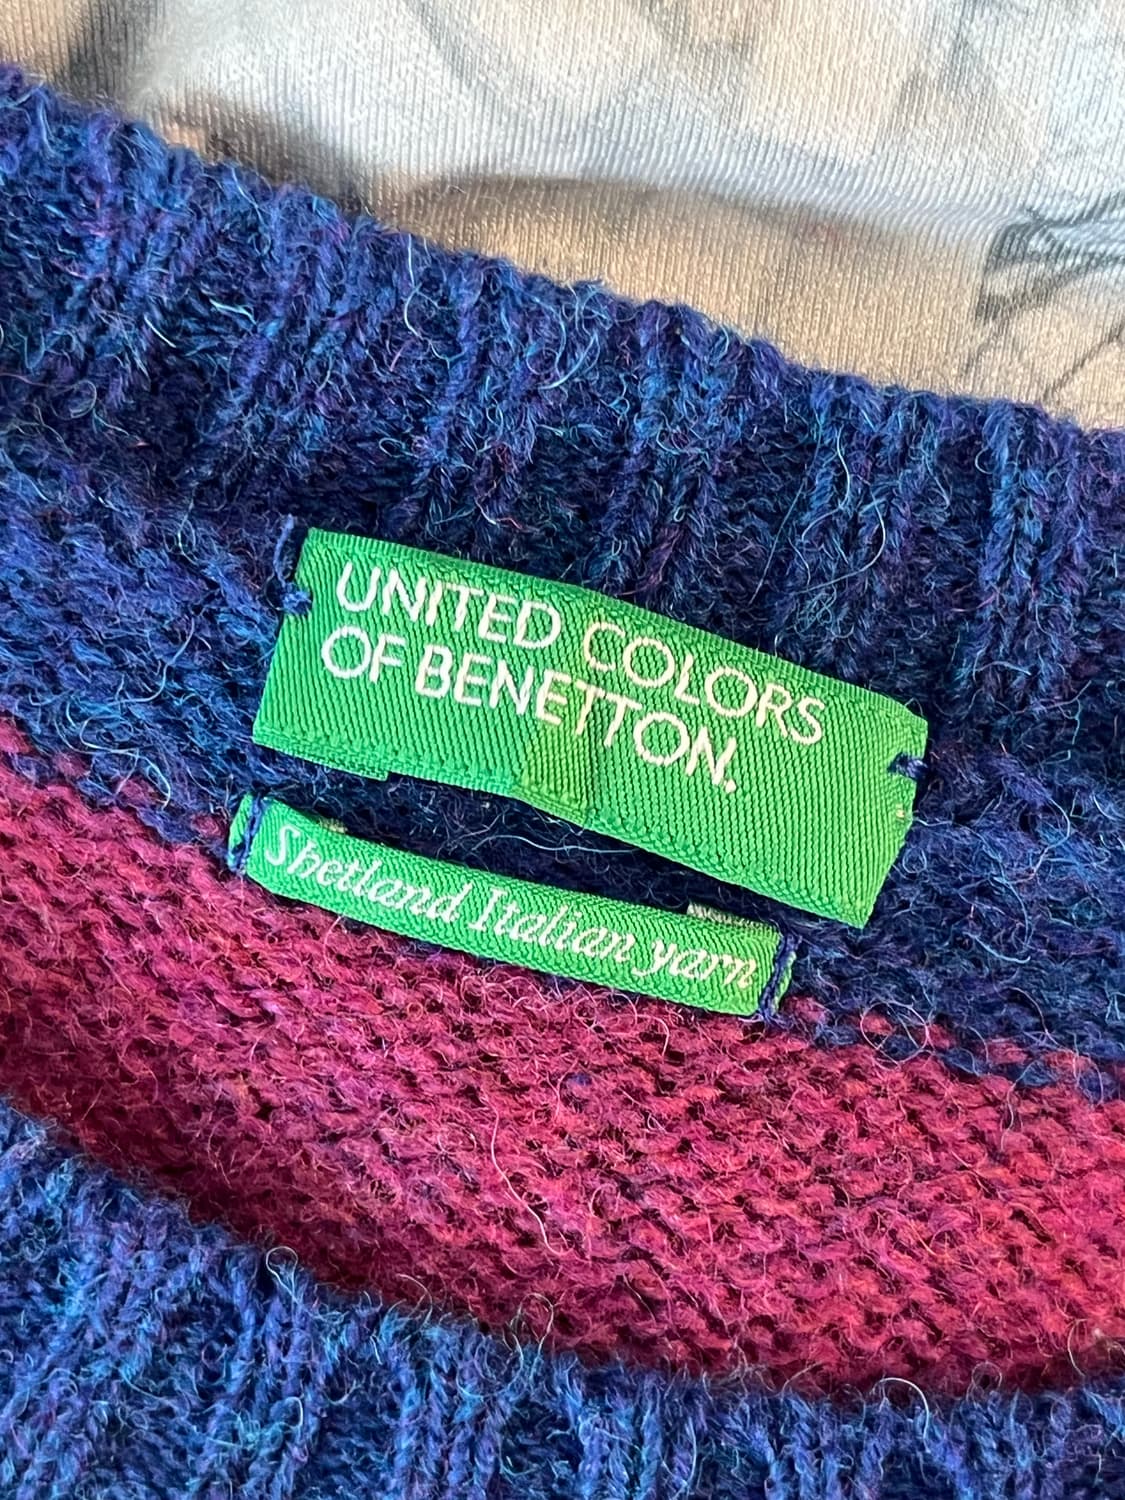 UNITED COLORS
OF BENETTON.
Shetland Italian yarn